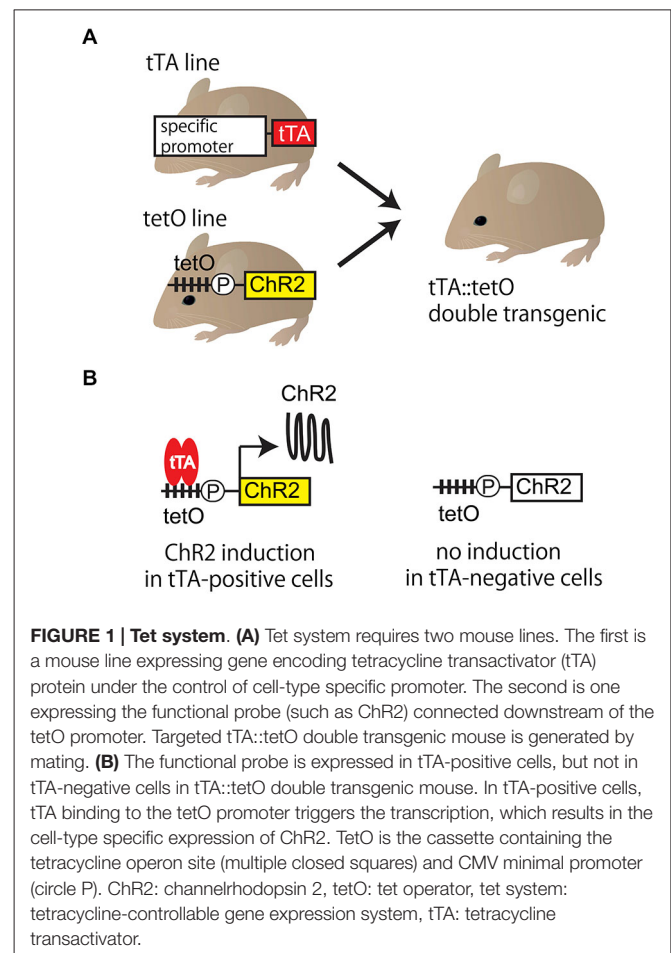 A
tTA line
specific
promoter
tTA
tetO line
tetO
P
ChR2
tTA::tetO
double transgenic
B
ChR2
tTA
P
ChR2
tetO
ChR2 induction
in tTA-positive cells
P
ChR2
tetO
no induction
in tTA-negative cells
FIGURE 1 | Tet system. (A) Tet system requires two mouse lines. The first is
a mouse line expressing gene encoding tetracycline transactivator (tTA)
protein under the control of cell-type specific promoter. The second is one
expressing the functional probe (such as ChR2) connected downstream of the
tetO promoter. Targeted tTA::tetO double transgenic mouse is generated by
mating. (B) The functional probe is expressed in tTA-positive cells, but not in
tTA-negative cells in tTA::tetO double transgenic mouse. In tTA-positive cells,
tTA binding to the tetO promoter triggers the transcription, which results in the
cell-type specific expression of ChR2. TetO is the cassette containing the
tetracycline operon site (multiple closed squares) and CMV minimal promoter
(circle P). ChR2: channelrhodopsin 2, tetO: tet operator, tet system:
tetracycline-controllable gene expression system, tTA: tetracycline
transactivator.